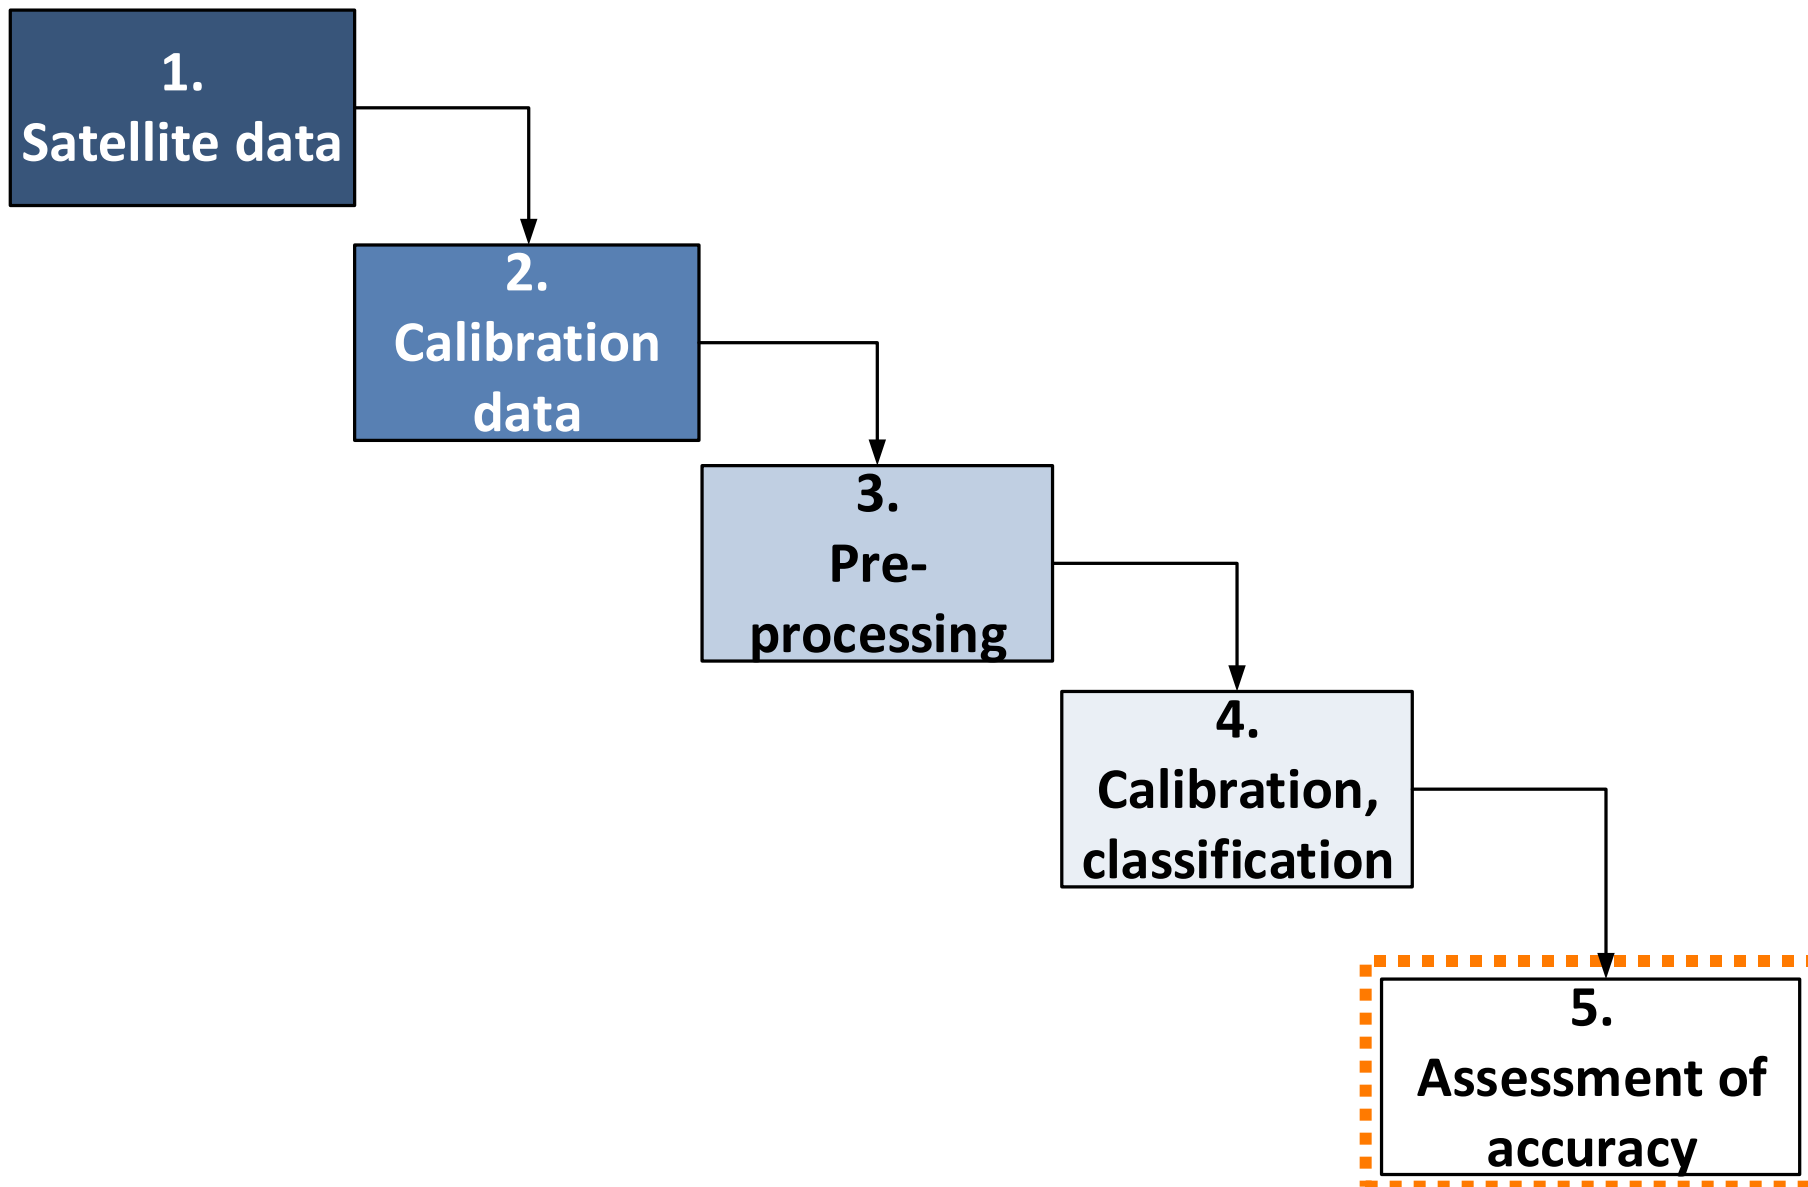 1.
Satellite data
2.
Calibration
data
3.
Pre-
processing
4.
Calibration,
classification
5.
Assessment of
accuracy